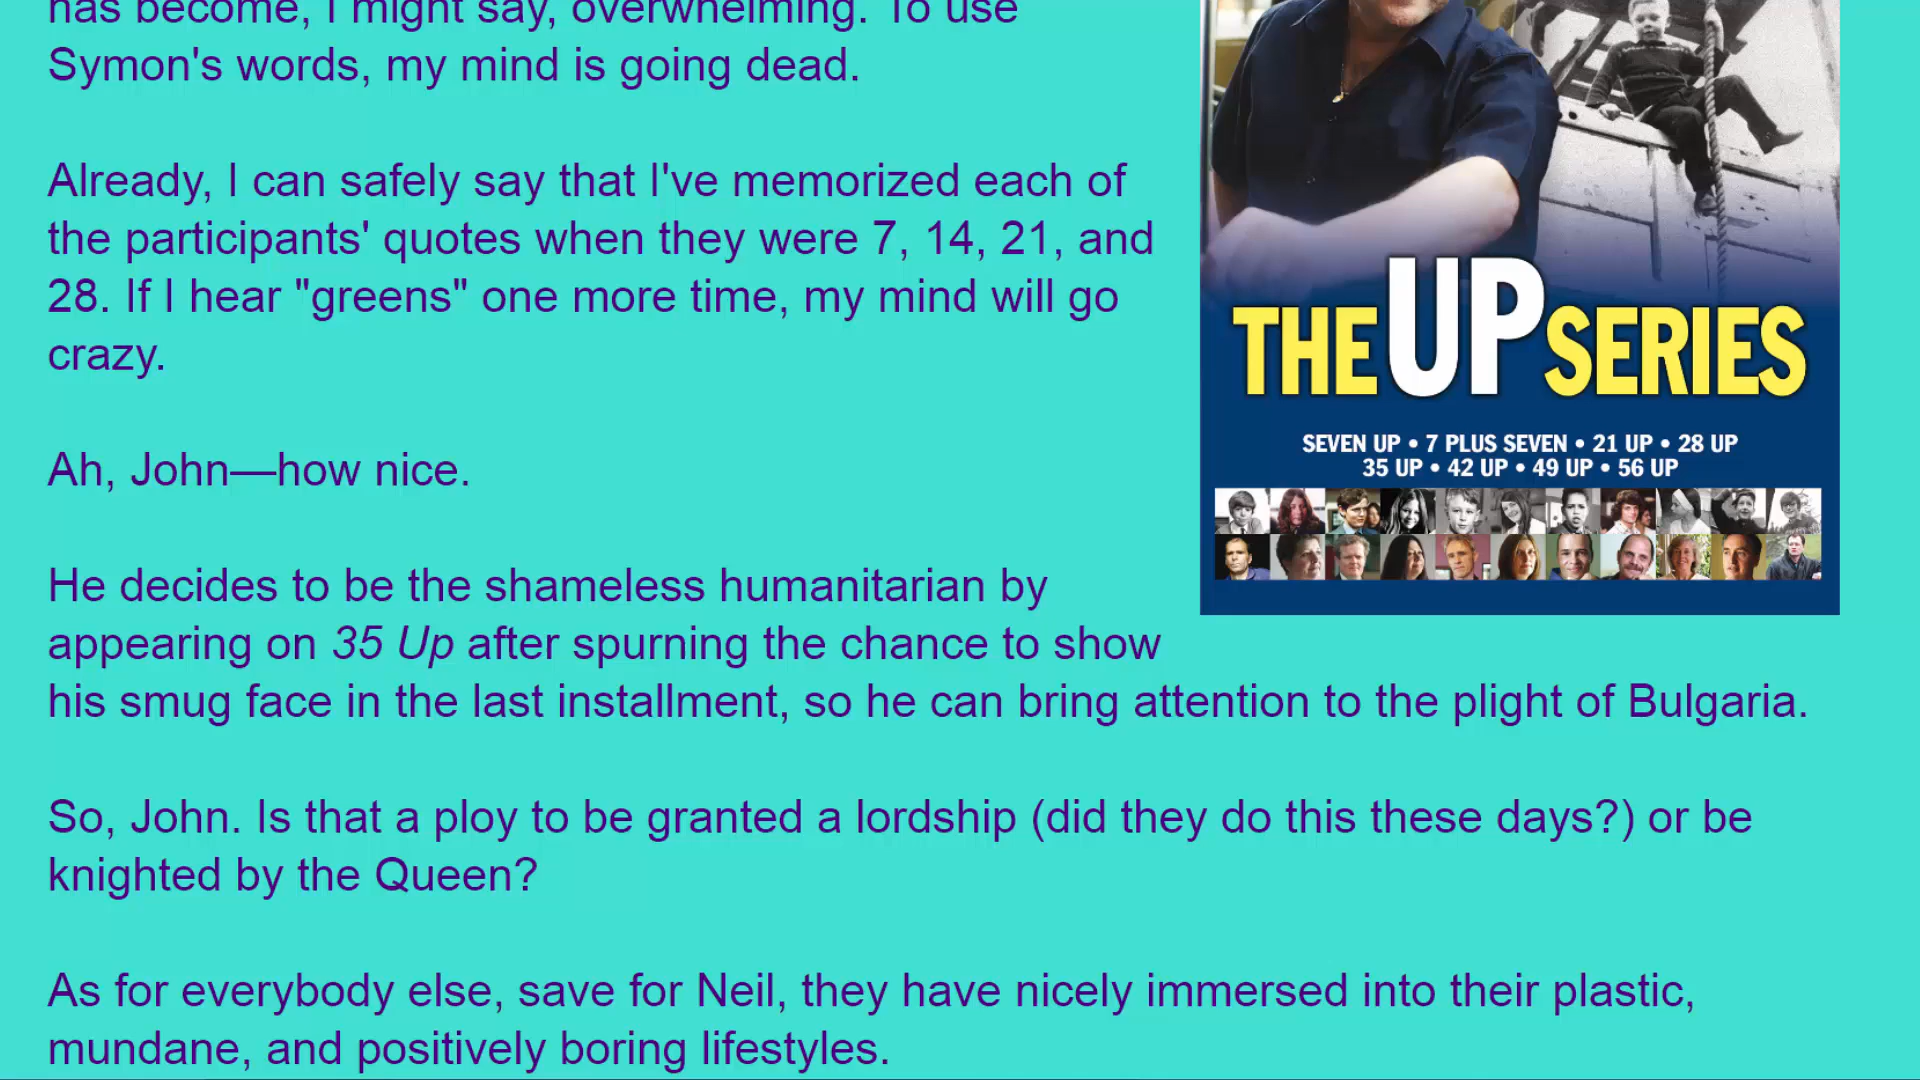 has become, I might say, overwhelming. To use
Symon's words, my mind is going dead.
Already, I can safely say that I've memorized each of
the participants' quotes when they were 7, 14, 21, and
28. If I hear "greens" one more time, my mind will go
crazy.
Ah, John—how nice.
He decides to be the shameless humanitarian by
appearing on 35 Up after spurning the chance to show
his smug face in the last installment, so he can bring attention to the plight of Bulgaria.
So, John. Is that a ploy to be granted a lordship (did they do this these days?) or be
knighted by the Queen?
As for everybody else, save for Neil, they have nicely immersed into their plastic,
mundane, and positively boring lifestyles.
THE UP SERIES
SEVEN UP • 7 PLUS SEVEN • 21 UP • 28 UP
35 UP • 42 UP • 49 UP • 56 UP